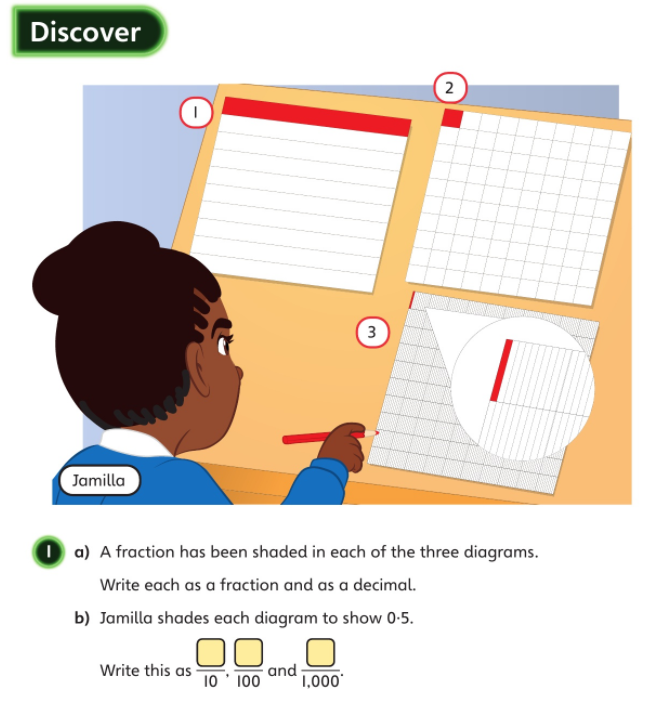 Discover
1
2
3
Jamilla
1 a) A fraction has been shaded in each of the three diagrams.
Write each as a fraction and as a decimal.
b) Jamilla shades each diagram to show 0·5.
Write this as □/10, □/100 and □/1,000.